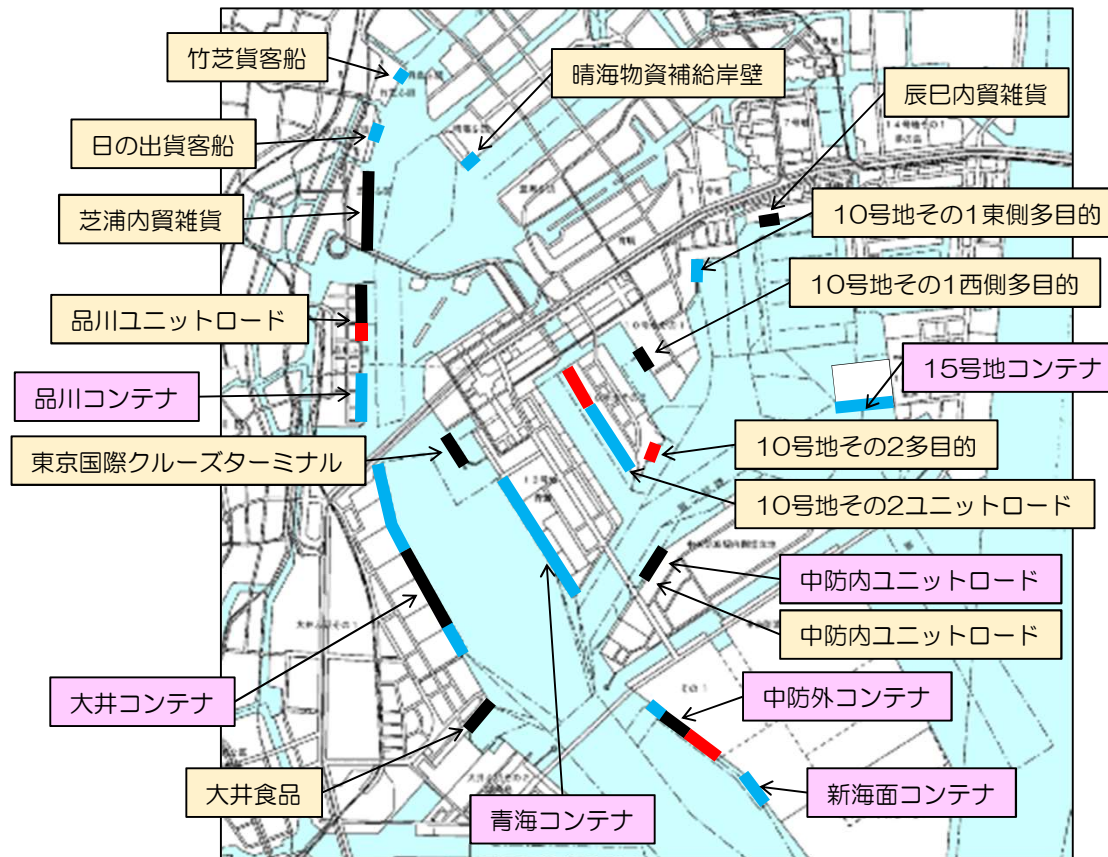 竹芝貨客船
晴海物資補給岸壁
辰巳内貿雑貨
日の出貨客船
芝浦内貿雑貨
10号地その1東側多目的
10号地その1西側多目的
品川ユニットロード
15号地コンテナ
品川コンテナ
東京国際クルーズターミナル
10号地その2多目的
10号地その2ユニットロード
中防内ユニットロード
中防内ユニットロード
大井コンテナ
中防外コンテナ
大井食品
青海コンテナ
新海面コンテナ